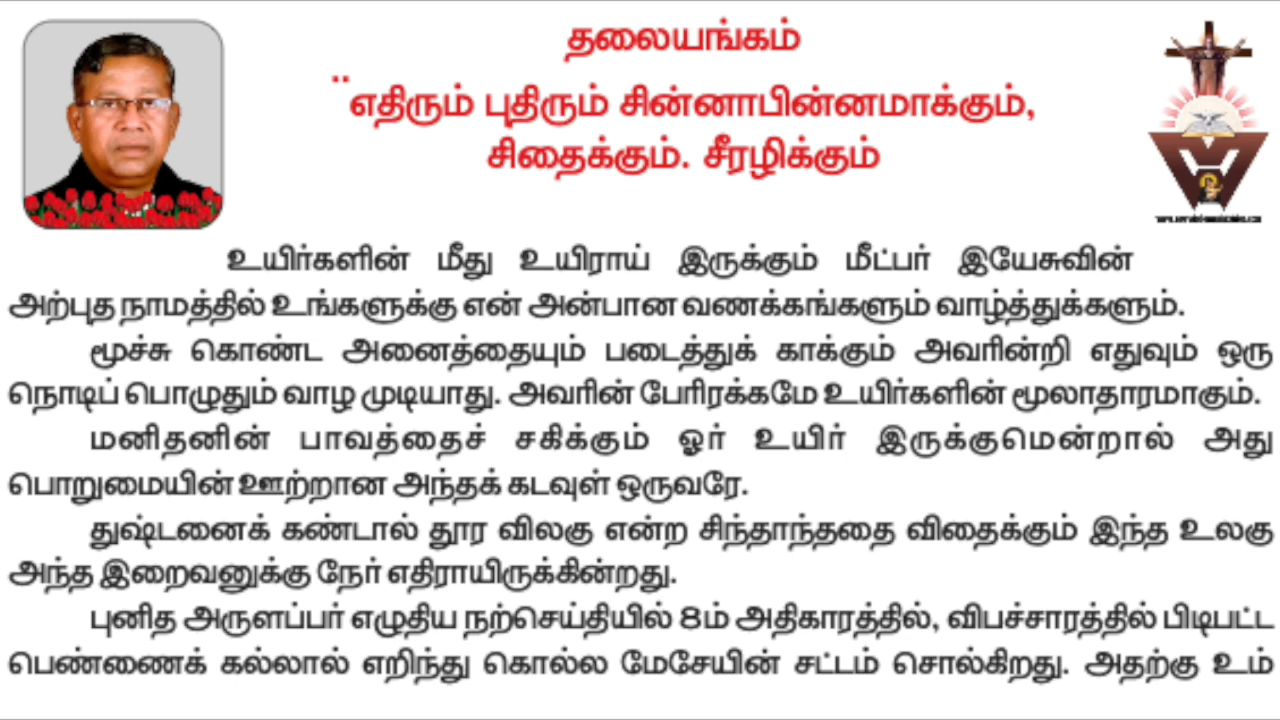 தலையங்கம்
¨எதிரும் புதிரும் சின்னாபின்னமாக்கும்,
சிதைக்கும். சீரழிக்கும்
உயிர்களின் மீது உயிராய் இருக்கும் மீட்பர் இயேசுவின்
அற்புத நாமத்தில் உங்களுக்கு என் அன்பான வணக்கங்களும் வாழ்த்துக்களும்.
மூச்சு கொண்ட அனைத்தையும் படைத்துக் காக்கும் அவரின்றி எதுவும் ஒரு
நொடிப் பொழுதும் வாழ முடியாது. அவரின் பேரிரக்கமே உயிர்களின் மூலாதாரமாகும்.
மனிதனின் பாவத்தைச் சகிக்கும் ஓர் உயிர் இருக்குமென்றால் அது
பொறுமையின் ஊற்றான அந்தக் கடவுள் ஒருவரே.
துஷ்டனைக் கண்டால் தூர விலகு என்ற சிந்தாந்ததை விதைக்கும் இந்த உலகு
அந்த இறைவனுக்கு நேர் எதிராயிருக்கின்றது.
புனித அருளப்பர் எழுதிய நற்செய்தியில் 8ம் அதிகாரத்தில், விபச்சாரத்தில் பிடிபட்ட
பெண்ணைக் கல்லால் எறிந்து கொல்ல மேசேயின் சட்டம் சொல்கிறது. அதற்கு உம்